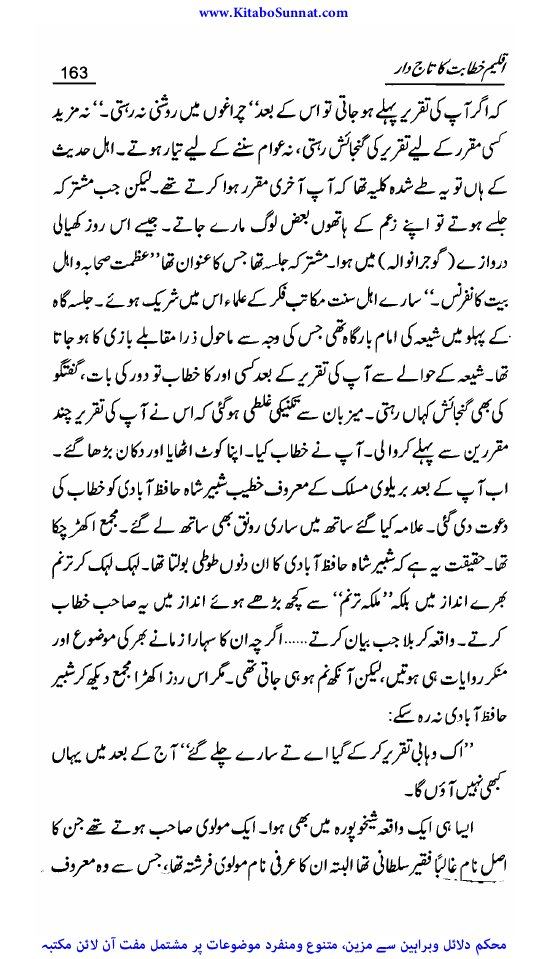 www.KitaboSunnat.com
اقلیم خطابت کا تاج دار
163
کہ اگر آپ کی تقریر پہلے ہو جاتی تو اس کے بعد ‘‘چراغوں میں روشنی نہ رہتی۔’’ نہ مزید
کسی مقرر کے لیے تقریر کی گنجائش رہتی، نہ عوام سننے کے لیے تیار ہوتے۔ اہل حدیث
کے ہاں تو یہ طے شدہ کلیہ تھا کہ آپ آخری مقرر ہوا کرتے تھے۔ لیکن جب مشترکہ
جلسے ہوتے تو اپنے زعم کے ہاتھوں بعض لوگ مارے جاتے۔ جیسے اس روز کھیالی
دروازے (گوجرانوالہ) میں ہوا۔ مشترکہ جلسہ تھا جس کا عنوان تھا ’’عظمت صحابہ و اہل
بیت کانفرنس۔’’ سارے اہل سنت مکاتب فکر کے علماء اس میں شریک ہوئے۔ جلسہ گاہ
کے پہلو میں شیعہ کی امام بارگاہ تھی جس کی وجہ سے ماحول ذرا مقابلے بازی کا ہو جاتا
تھا۔ شیعہ کے حوالے سے آپ کی تقریر کے بعد کسی اور کا خطاب تو دور کی بات، گفتگو
کی بھی گنجائش کہاں رہتی۔ میزبان سے تکنیکی غلطی ہو گئی کہ اس نے آپ کی تقریر چند
مقررین سے پہلے کروا لی۔ آپ نے خطاب کیا۔ اپنا کوٹ اٹھایا اور دکان بڑھا گئے۔
اب آپ کے بعد بریلوی مسلک کے معروف خطیب شبیر شاہ حافظ آبادی کو خطاب کی
دعوت دی گئی۔ علامہ کیا گئے ساتھ میں ساری رونق بھی ساتھ لے گئے۔ مجمع اکھڑ چکا
تھا۔ حقیقت یہ ہے کہ شبیر شاہ حافظ آبادی کا ان دنوں طوطی بولتا تھا۔ لہک لہک کر ترنم
بھرے انداز میں بلکہ ’’ملکہ ترنم’’ سے کچھ بڑھے ہوئے انداز میں یہ صاحب خطاب
کرتے۔ واقعہ کربلا جب بیان کرتے...... اگرچہ ان کا سہارا زمانے بھر کی موضوع اور
منکر روایات ہی ہوتیں، لیکن آنکھ نم ہو ہی جاتی تھی۔ مگر اس روز اکھڑا مجمع دیکھ کر شبیر
حافظ آبادی نہ رہ سکے:
’’اک وہابی تقریر کر کے گیا اے تے سارے چلے گئے’’ آج کے بعد میں یہاں
کبھی نہیں آؤں گا۔
ایسا ہی ایک واقعہ شیخوپورہ میں بھی ہوا۔ ایک مولوی صاحب ہوتے تھے جن کا
اصل نام غالباً فقیر سلطانی تھا البتہ ان کا عرفی نام مولوی فرشتہ تھا، جس سے وہ معروف
محکم دلائل وبراہین سے مزین، متنوع ومنفرد موضوعات پر مشتمل مفت آن لائن مکتبہ